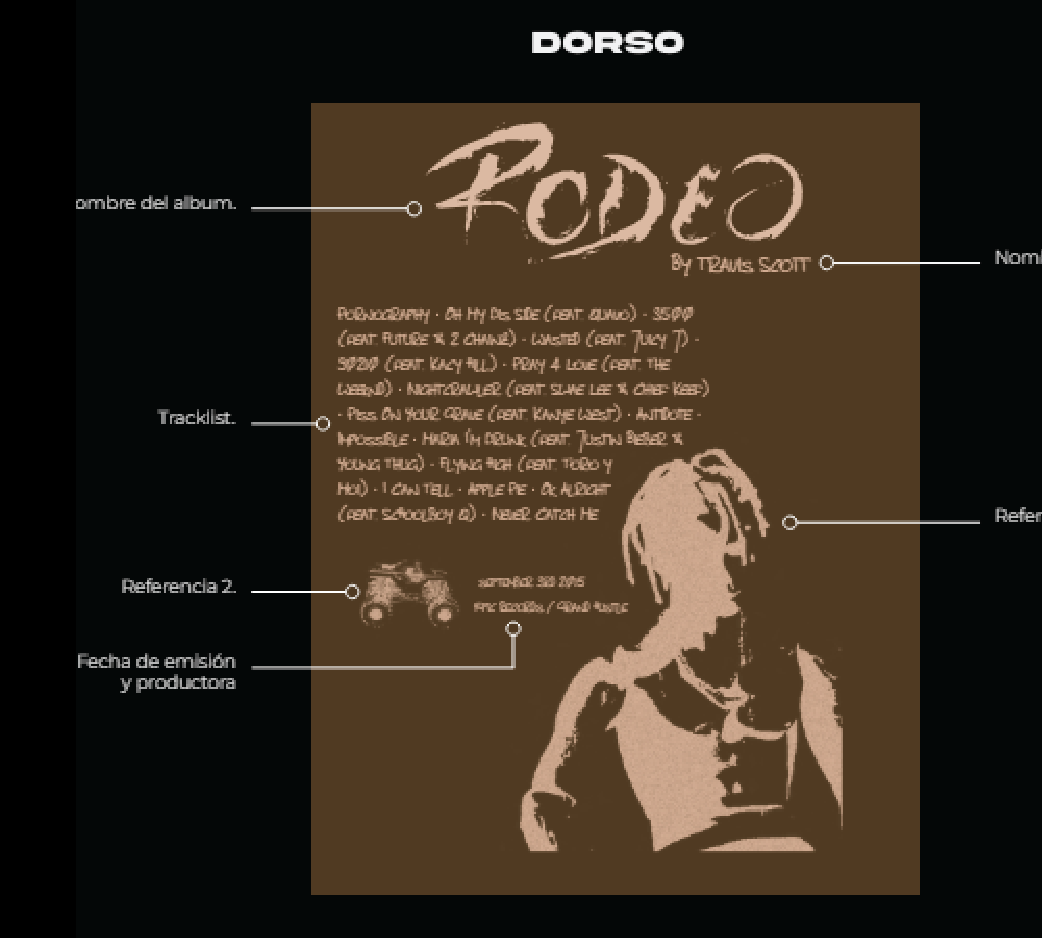 DORSO
RODEO
ombre del album.
By TRAVIS SCOTT
Nom
PORNOGRAPHY · OH MY DIS SIDE (FEAT. QUAVO) · 3500
(FEAT. FUTURE & 2 CHAINZ) · WASTED (FEAT. JUICY J) ·
90210 (FEAT. KACY HILL) · PRAY 4 LOVE (FEAT. THE
WEEKND) · NIGHTCRAWLER (FEAT. SWAE LEE & CHIEF KEEF)
· PISS ON YOUR GRAVE (FEAT. KANYE WEST) · ANTIDOTE ·
Tracklist.
IMPOSSIBLE · MARIA I'M DRUNK (FEAT. JUSTIN BIEBER &
YOUNG THUG) · FLYING HIGH (FEAT. TORO Y
MOI) · I CAN TELL · APPLE PIE · OK ALRIGHT
(FEAT. SCHOOLBOY Q) · NEVER CATCH ME
Refer
Referencia 2.
SEPTEMBER 3RD 2015
EPIC RECORDS / GRAND HUSTLE
Fecha de emisión
y productora